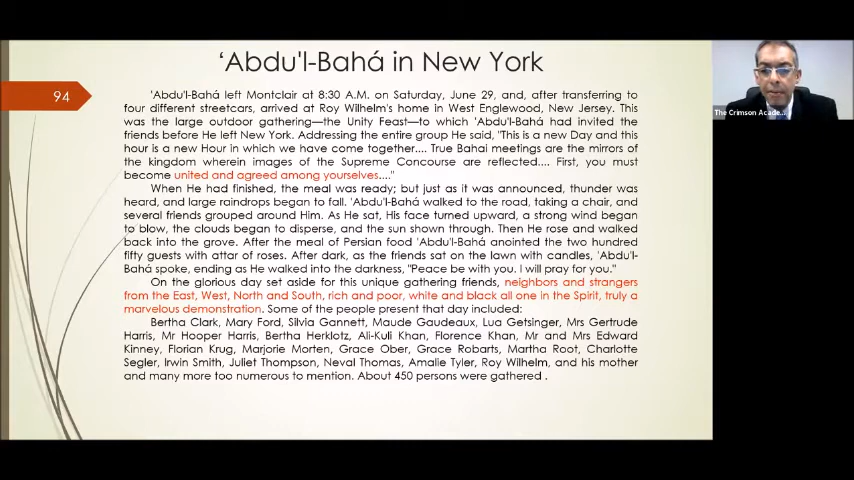 ‘Abdu'l-Bahá in New York
94
'Abdu'l-Bahá left Montclair at 8:30 A.M. on Saturday, June 29, and, after transferring to
four different streetcars, arrived at Roy Wilhelm's home in West Englewood, New Jersey. This
was the large outdoor gathering—the Unity Feast—to which 'Abdu'l-Bahá had invited the
friends before He left New York. Addressing the entire group He said, "This is a new Day and this
hour is a new Hour in which we have come together.... True Bahai meetings are the mirrors of
the kingdom wherein images of the Supreme Concourse are reflected.... First, you must
become united and agreed among yourselves...."
When He had finished, the meal was ready; but just as it was announced, thunder was
heard, and large raindrops began to fall. 'Abdu'l-Bahá walked to the road, taking a chair, and
several friends grouped around Him. As He sat, His face turned upward, a strong wind began
to blow, the clouds began to disperse, and the sun shown through. Then He rose and walked
back into the grove. After the meal of Persian food 'Abdu'l-Bahá anointed the two hundred
fifty guests with attar of roses. After dark, as the friends sat on the lawn with candles, 'Abdu'l-
Bahá spoke, ending as He walked into the darkness, "Peace be with you. I will pray for you."
On the glorious day set aside for this unique gathering friends, neighbors and strangers
from the East, West, North and South, rich and poor, white and black all one in the Spirit, truly a
marvelous demonstration. Some of the people present that day included:
Bertha Clark, Mary Ford, Silvia Gannett, Maude Gaudeaux, Lua Getsinger, Mrs Gertrude
Harris, Mr Hooper Harris, Bertha Herklotz, Ali-Kuli Khan, Florence Khan, Mr and Mrs Edward
Kinney, Florian Krug, Marjorie Morten, Grace Ober, Grace Robarts, Martha Root, Charlotte
Segler, Irwin Smith, Juliet Thompson, Neval Thomas, Amalie Tyler, Roy Wilhelm, and his mother
and many more too numerous to mention. About 450 persons were gathered .
The Crimson Acade...